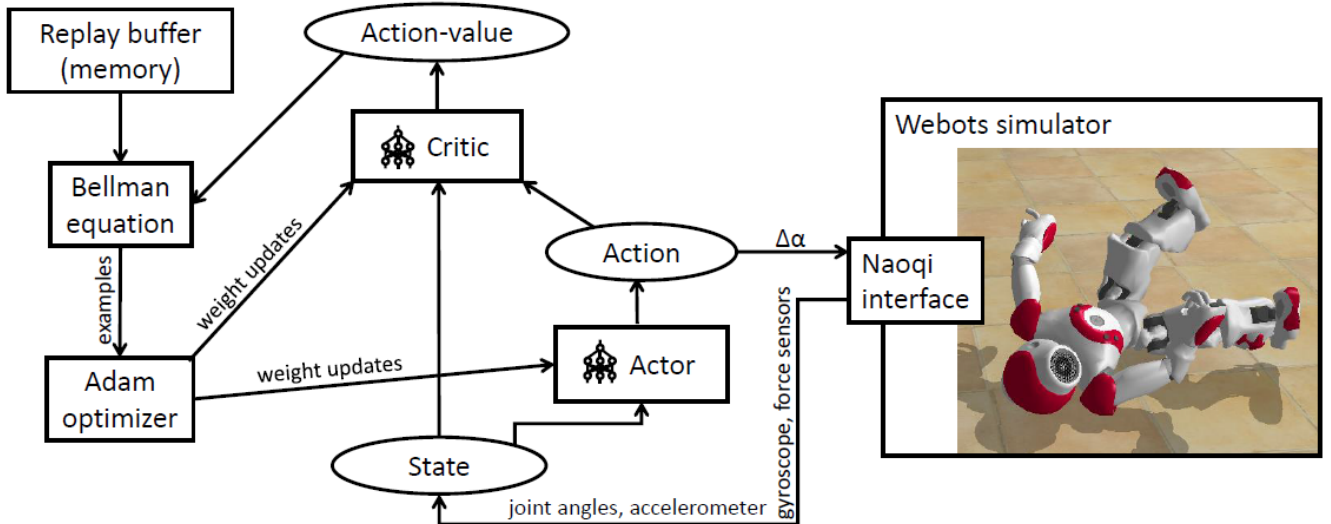 Replay buffer
(memory)
Action-value
Critic
Webots simulator
Bellman
equation
weight updates
Action
Δα
Naoqi
interface
examples
gyroscope, force sensors
Actor
weight updates
Adam
optimizer
State
joint angles, accelerometer